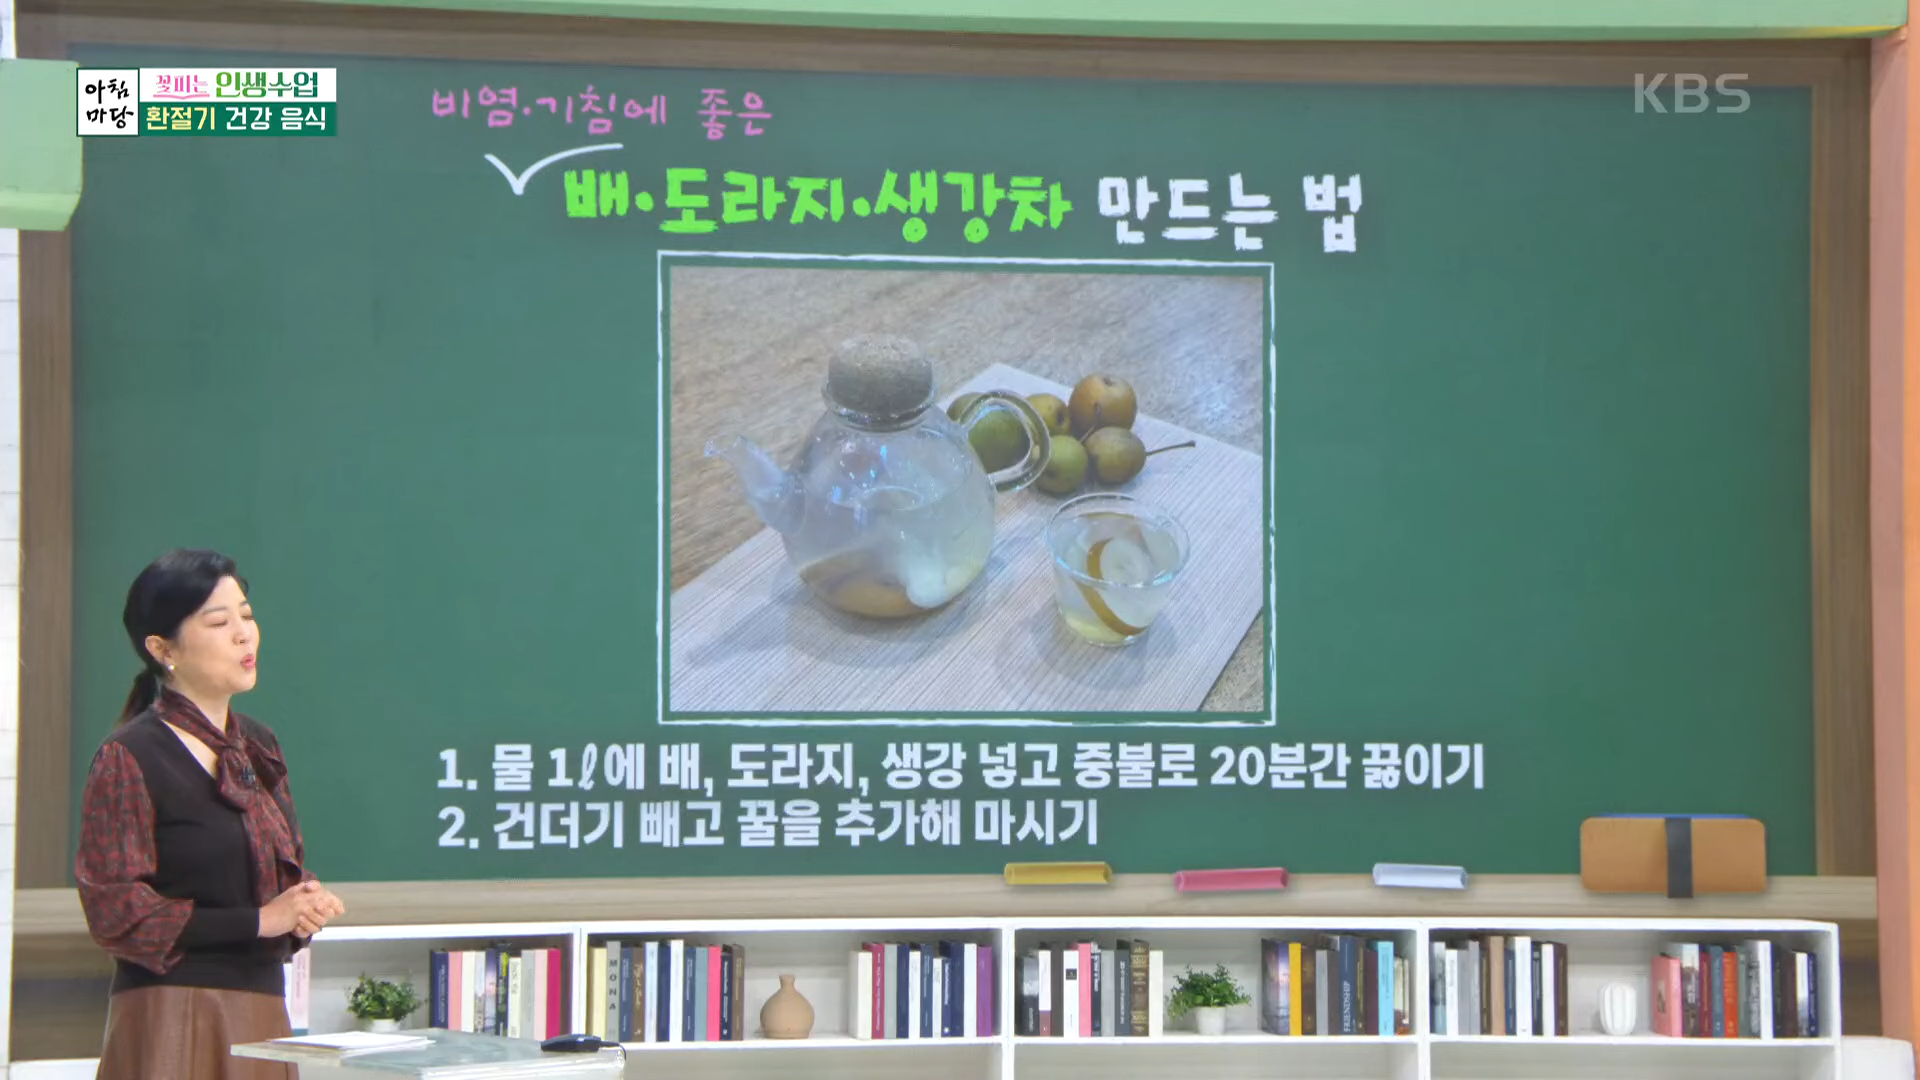 아침
마당
꽃피는 인생수업
환절기 건강 음식
KBS
비염·기침에 좋은
배·도라지·생강차 만드는 법
1. 물 1ℓ에 배, 도라지, 생강 넣고 중불로 20분간 끓이기
2. 건더기 빼고 꿀을 추가해 마시기
MONA